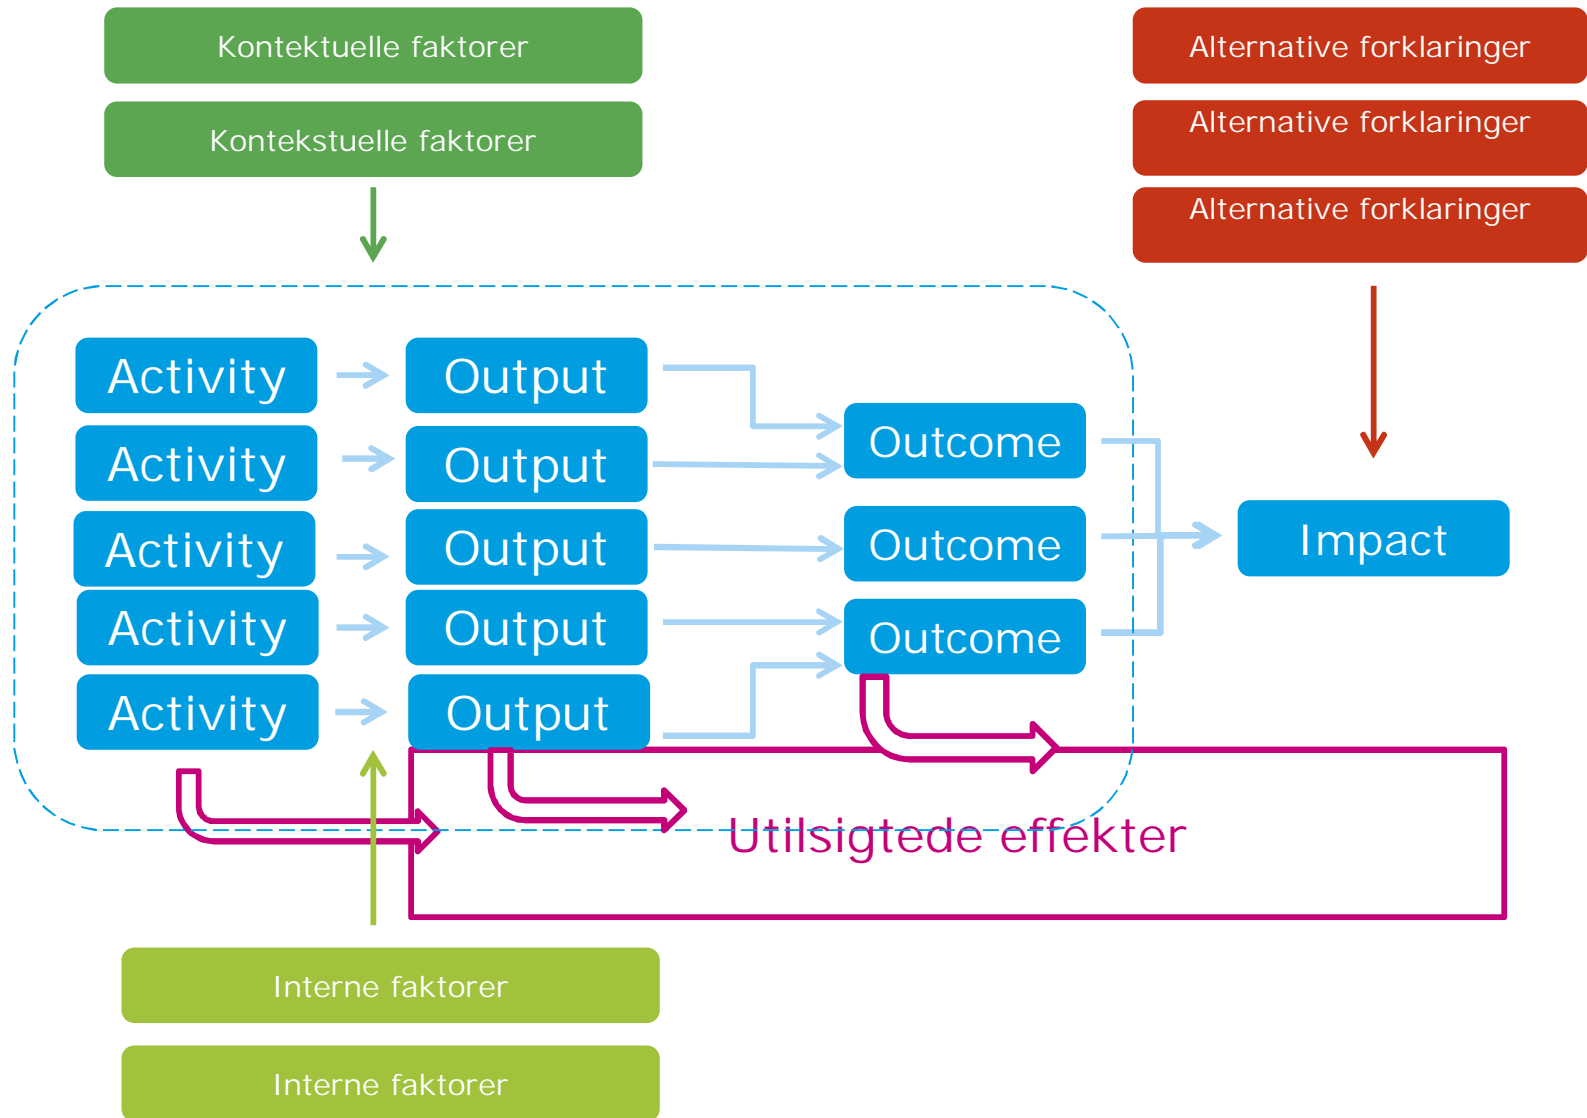 Kontektuelle faktorer
Kontekstuelle faktorer
Alternative forklaringer
Alternative forklaringer
Alternative forklaringer
Activity
Output
Activity
Output
Outcome
Activity
Output
Outcome
Impact
Activity
Output
Outcome
Activity
Output
Utilsigtede effekter
Interne faktorer
Interne faktorer